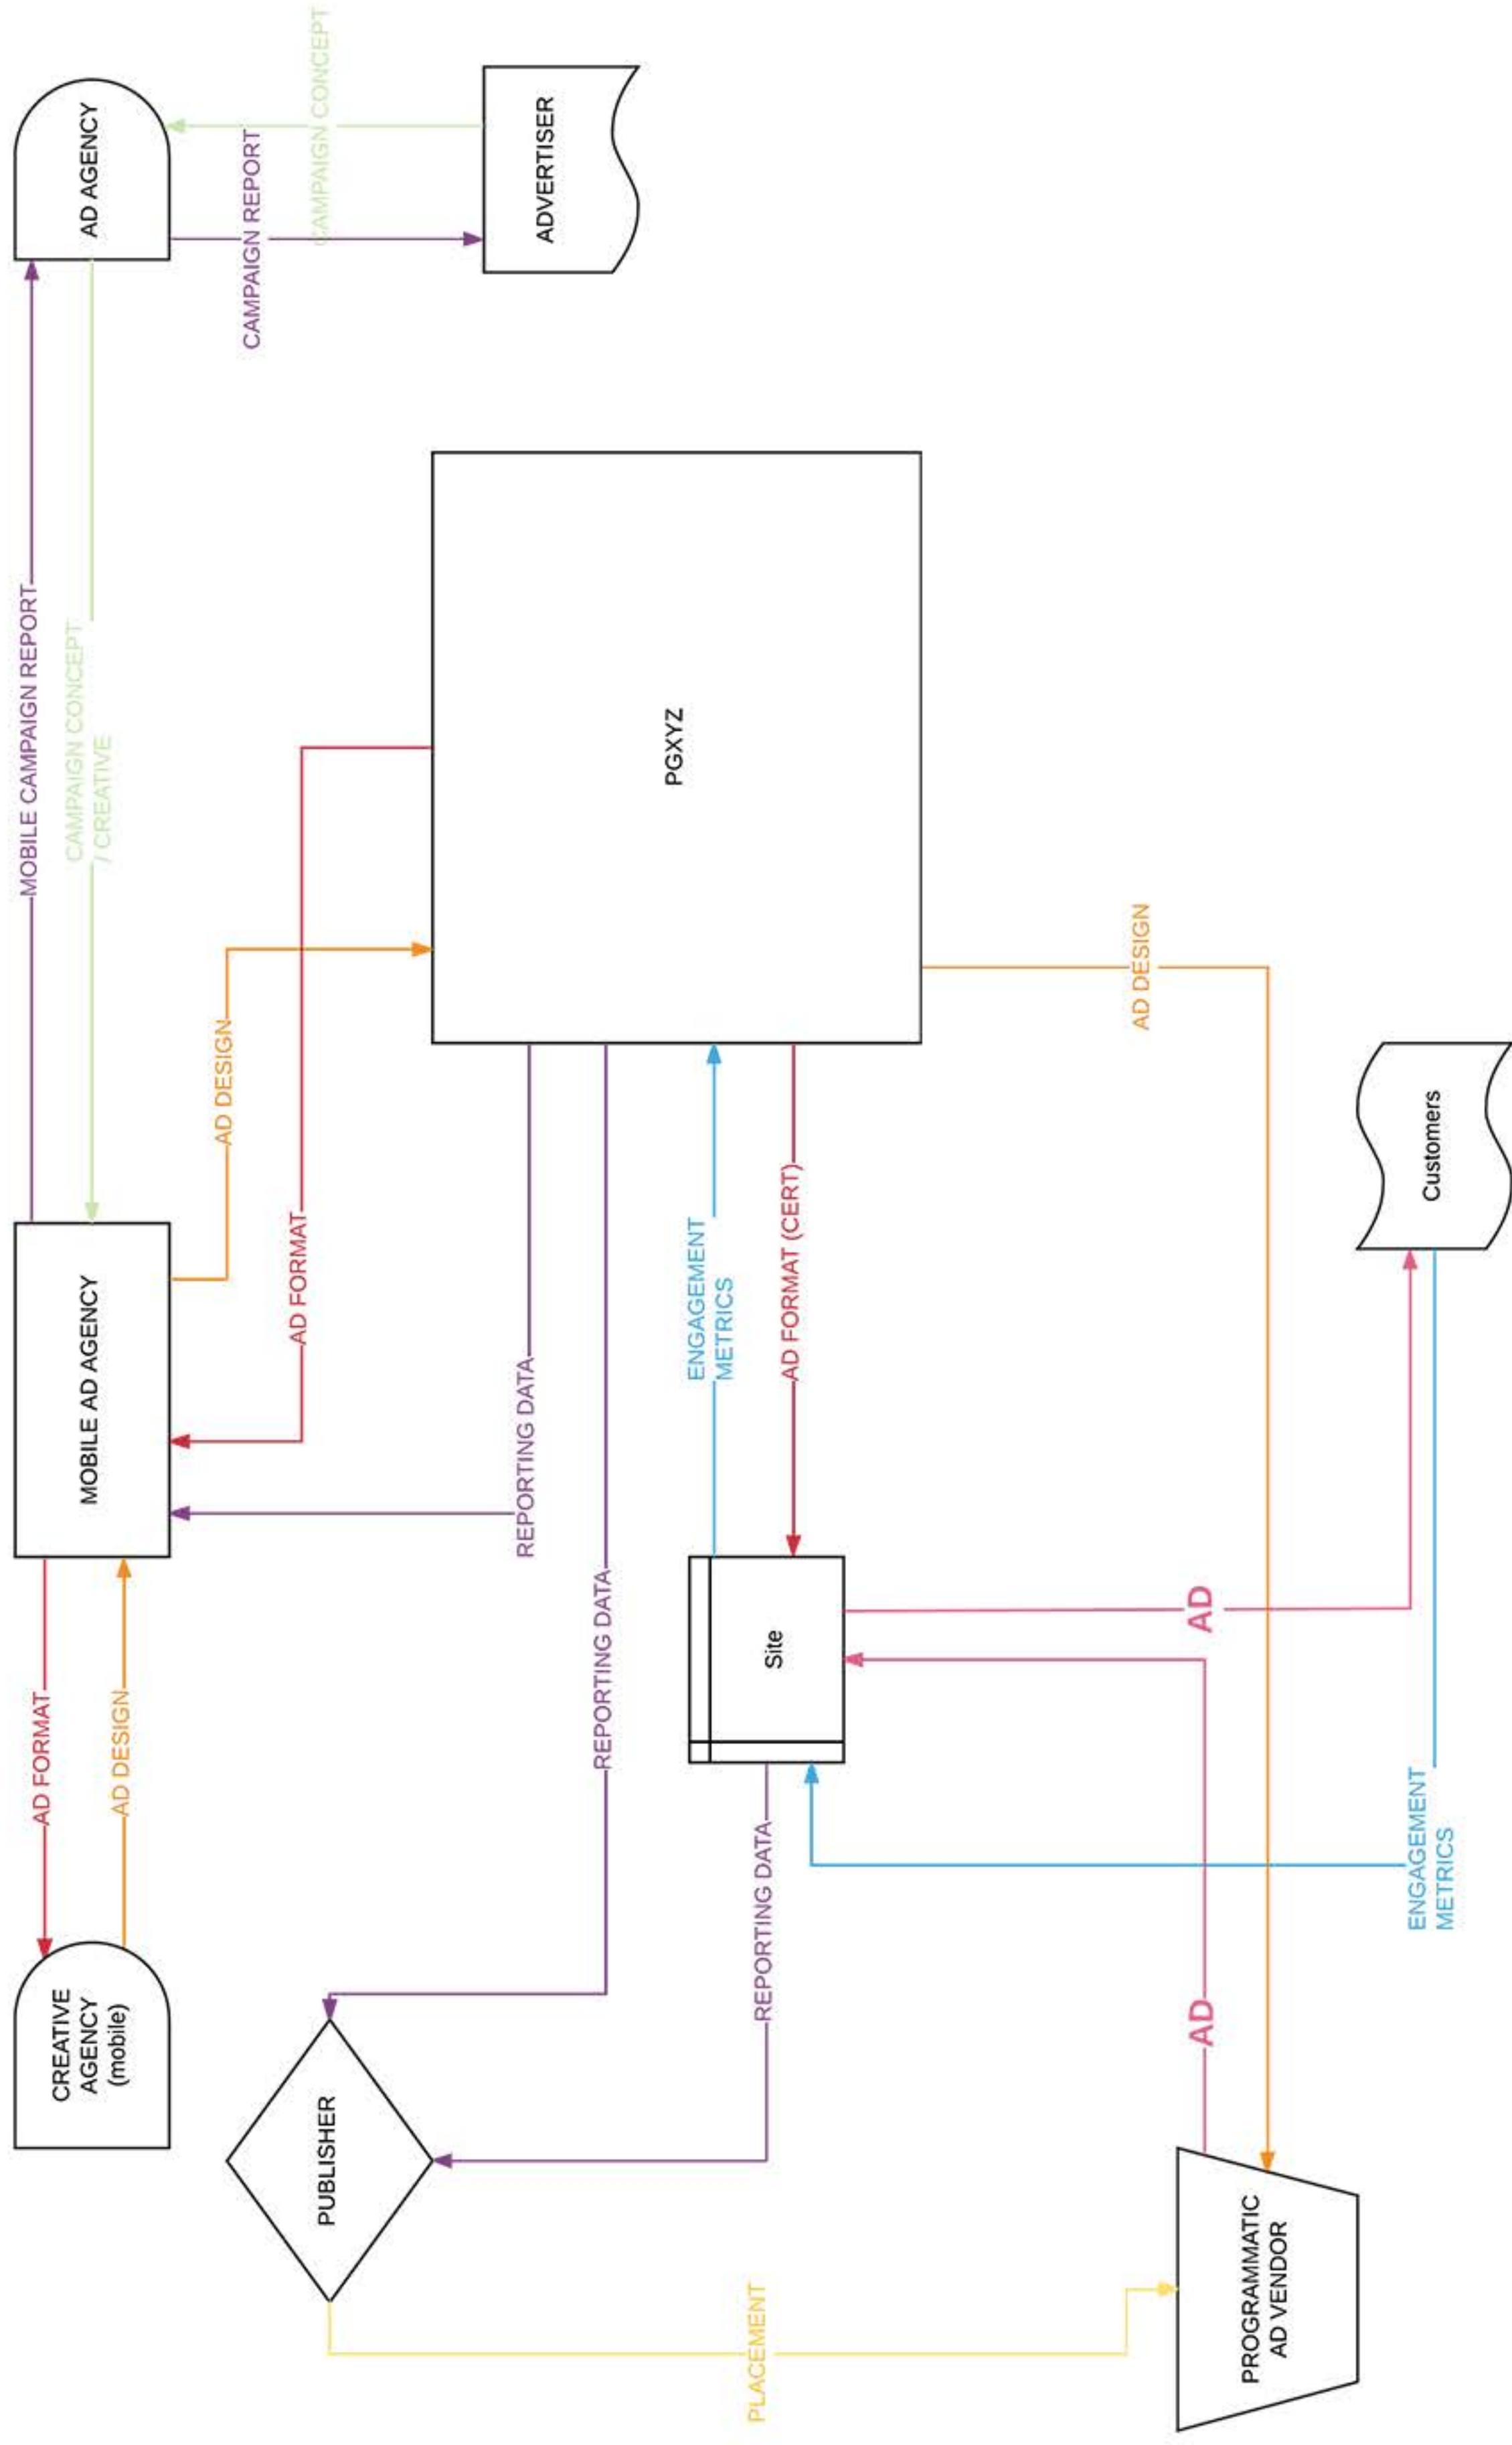 CREATIVE
AGENCY
(mobile)
AD FORMAT
AD DESIGN
MOBILE AD AGENCY
MOBILE CAMPAIGN REPORT
CAMPAIGN CONCEPT
/ CREATIVE
AD AGENCY
CAMPAIGN REPORT
CAMPAIGN CONCEPT
ADVERTISER
AD DESIGN
AD FORMAT
PUBLISHER
REPORTING DATA
REPORTING DATA
PGXYZ
ENGAGEMENT
METRICS
AD FORMAT (CERT)
Site
REPORTING DATA
PLACEMENT
AD DESIGN
AD
AD
PROGRAMMATIC
AD VENDOR
ENGAGEMENT
METRICS
Customers